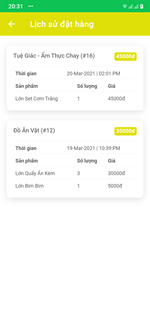 20:31
Lịch sử đặt hàng
Tuệ Giác - Ẩm Thực Chay (#16) 45000đ
Thời gian 20-Mar-2021 | 02:01 PM
Sản phẩm Số lượng Giá
Lớn Set Cơm Trắng 1 45000đ
Đồ Ăn Vặt (#12) 35000đ
Thời gian 19-Mar-2021 | 10:39 PM
Sản phẩm Số lượng Giá
Lớn Quẩy Ăn Kèm 3 30000đ
Lớn Bim Bim 1 5000đ